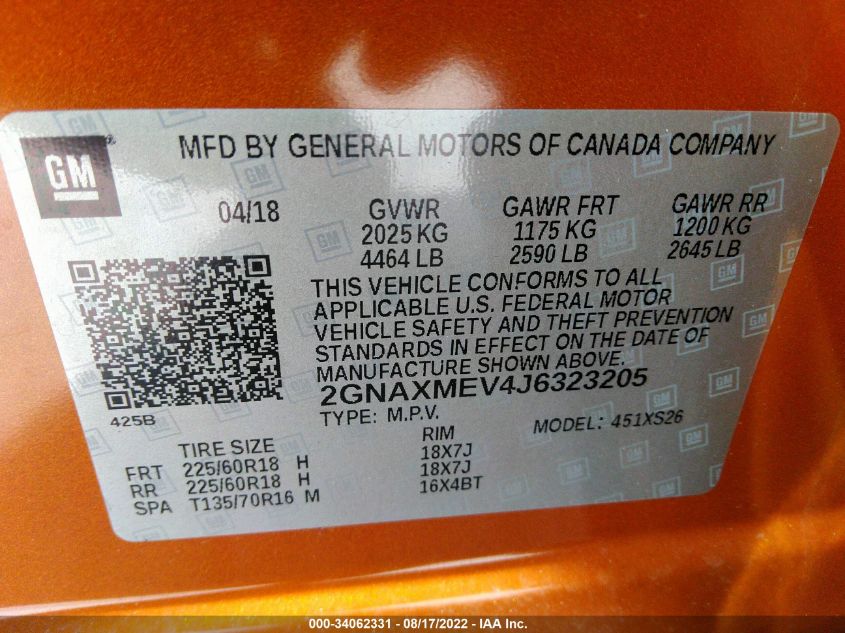 GM
MFD BY GENERAL MOTORS OF CANADA COMPANY
04/18 GVWR GAWR FRT GAWR RR
2025 KG 1175 KG 1200 KG
4464 LB 2590 LB 2645 LB
THIS VEHICLE CONFORMS TO ALL
APPLICABLE U.S. FEDERAL MOTOR
VEHICLE SAFETY AND THEFT PREVENTION
STANDARDS IN EFFECT ON THE DATE OF
MANUFACTURE SHOWN ABOVE.
2GNAXMEV4J6323205
425B
TYPE: M.P.V. MODEL: 451XS26
TIRE SIZE RIM
FRT 225/60R18 H 18X7J
RR 225/60R18 H 18X7J
SPA T135/70R16 M 16X4BT
000-34062331 - 08/17/2022 - IAA Inc.